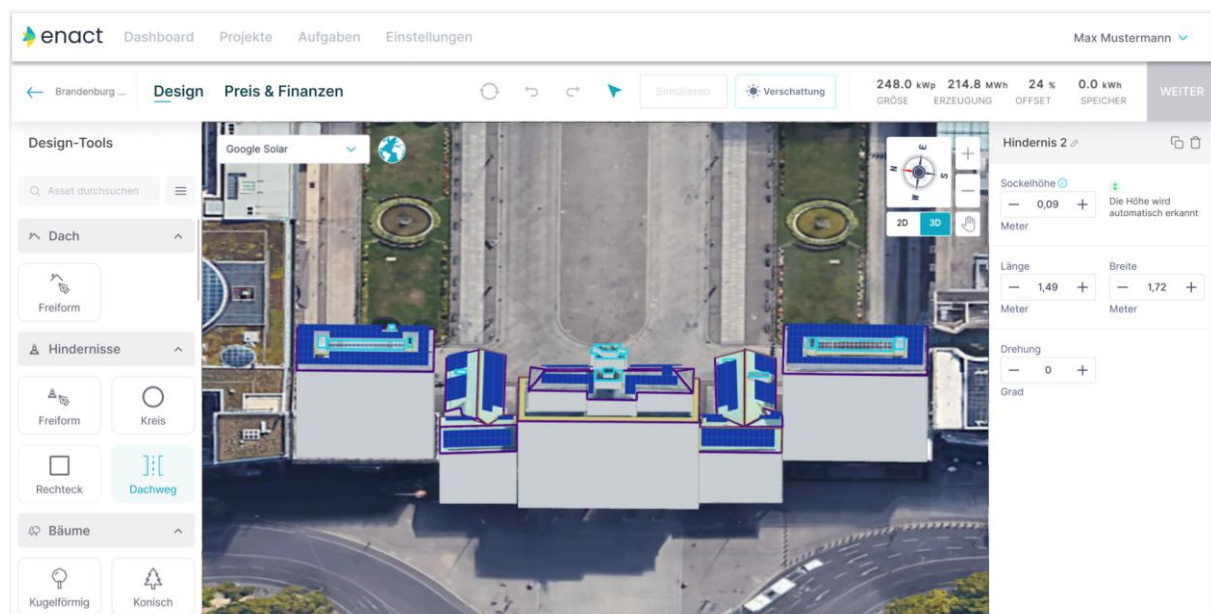 enact Dashboard Projekte Aufgaben Einstellungen Max Mustermann
Brandenburg ... Design Preis & Finanzen Simulieren Verschattung 248.0 kWp 214.8 MWh 24 % 0.0 kWh WEITER
GRÖSE ERZEUGUNG OFFSET SPEICHER
Design-Tools
Asset durchsuchen
Dach
Freiform
Hindernisse
Freiform Kreis
Rechteck Dachweg
Bäume
Kugelförmig Konisch
Google Solar
E
N S
W
2D 3D
Hindernis 2
Sockelhöhe
0,09
Meter
Die Höhe wird
automatisch erkannt
Länge Breite
1,49 1,72
Meter Meter
Drehung
0
Grad